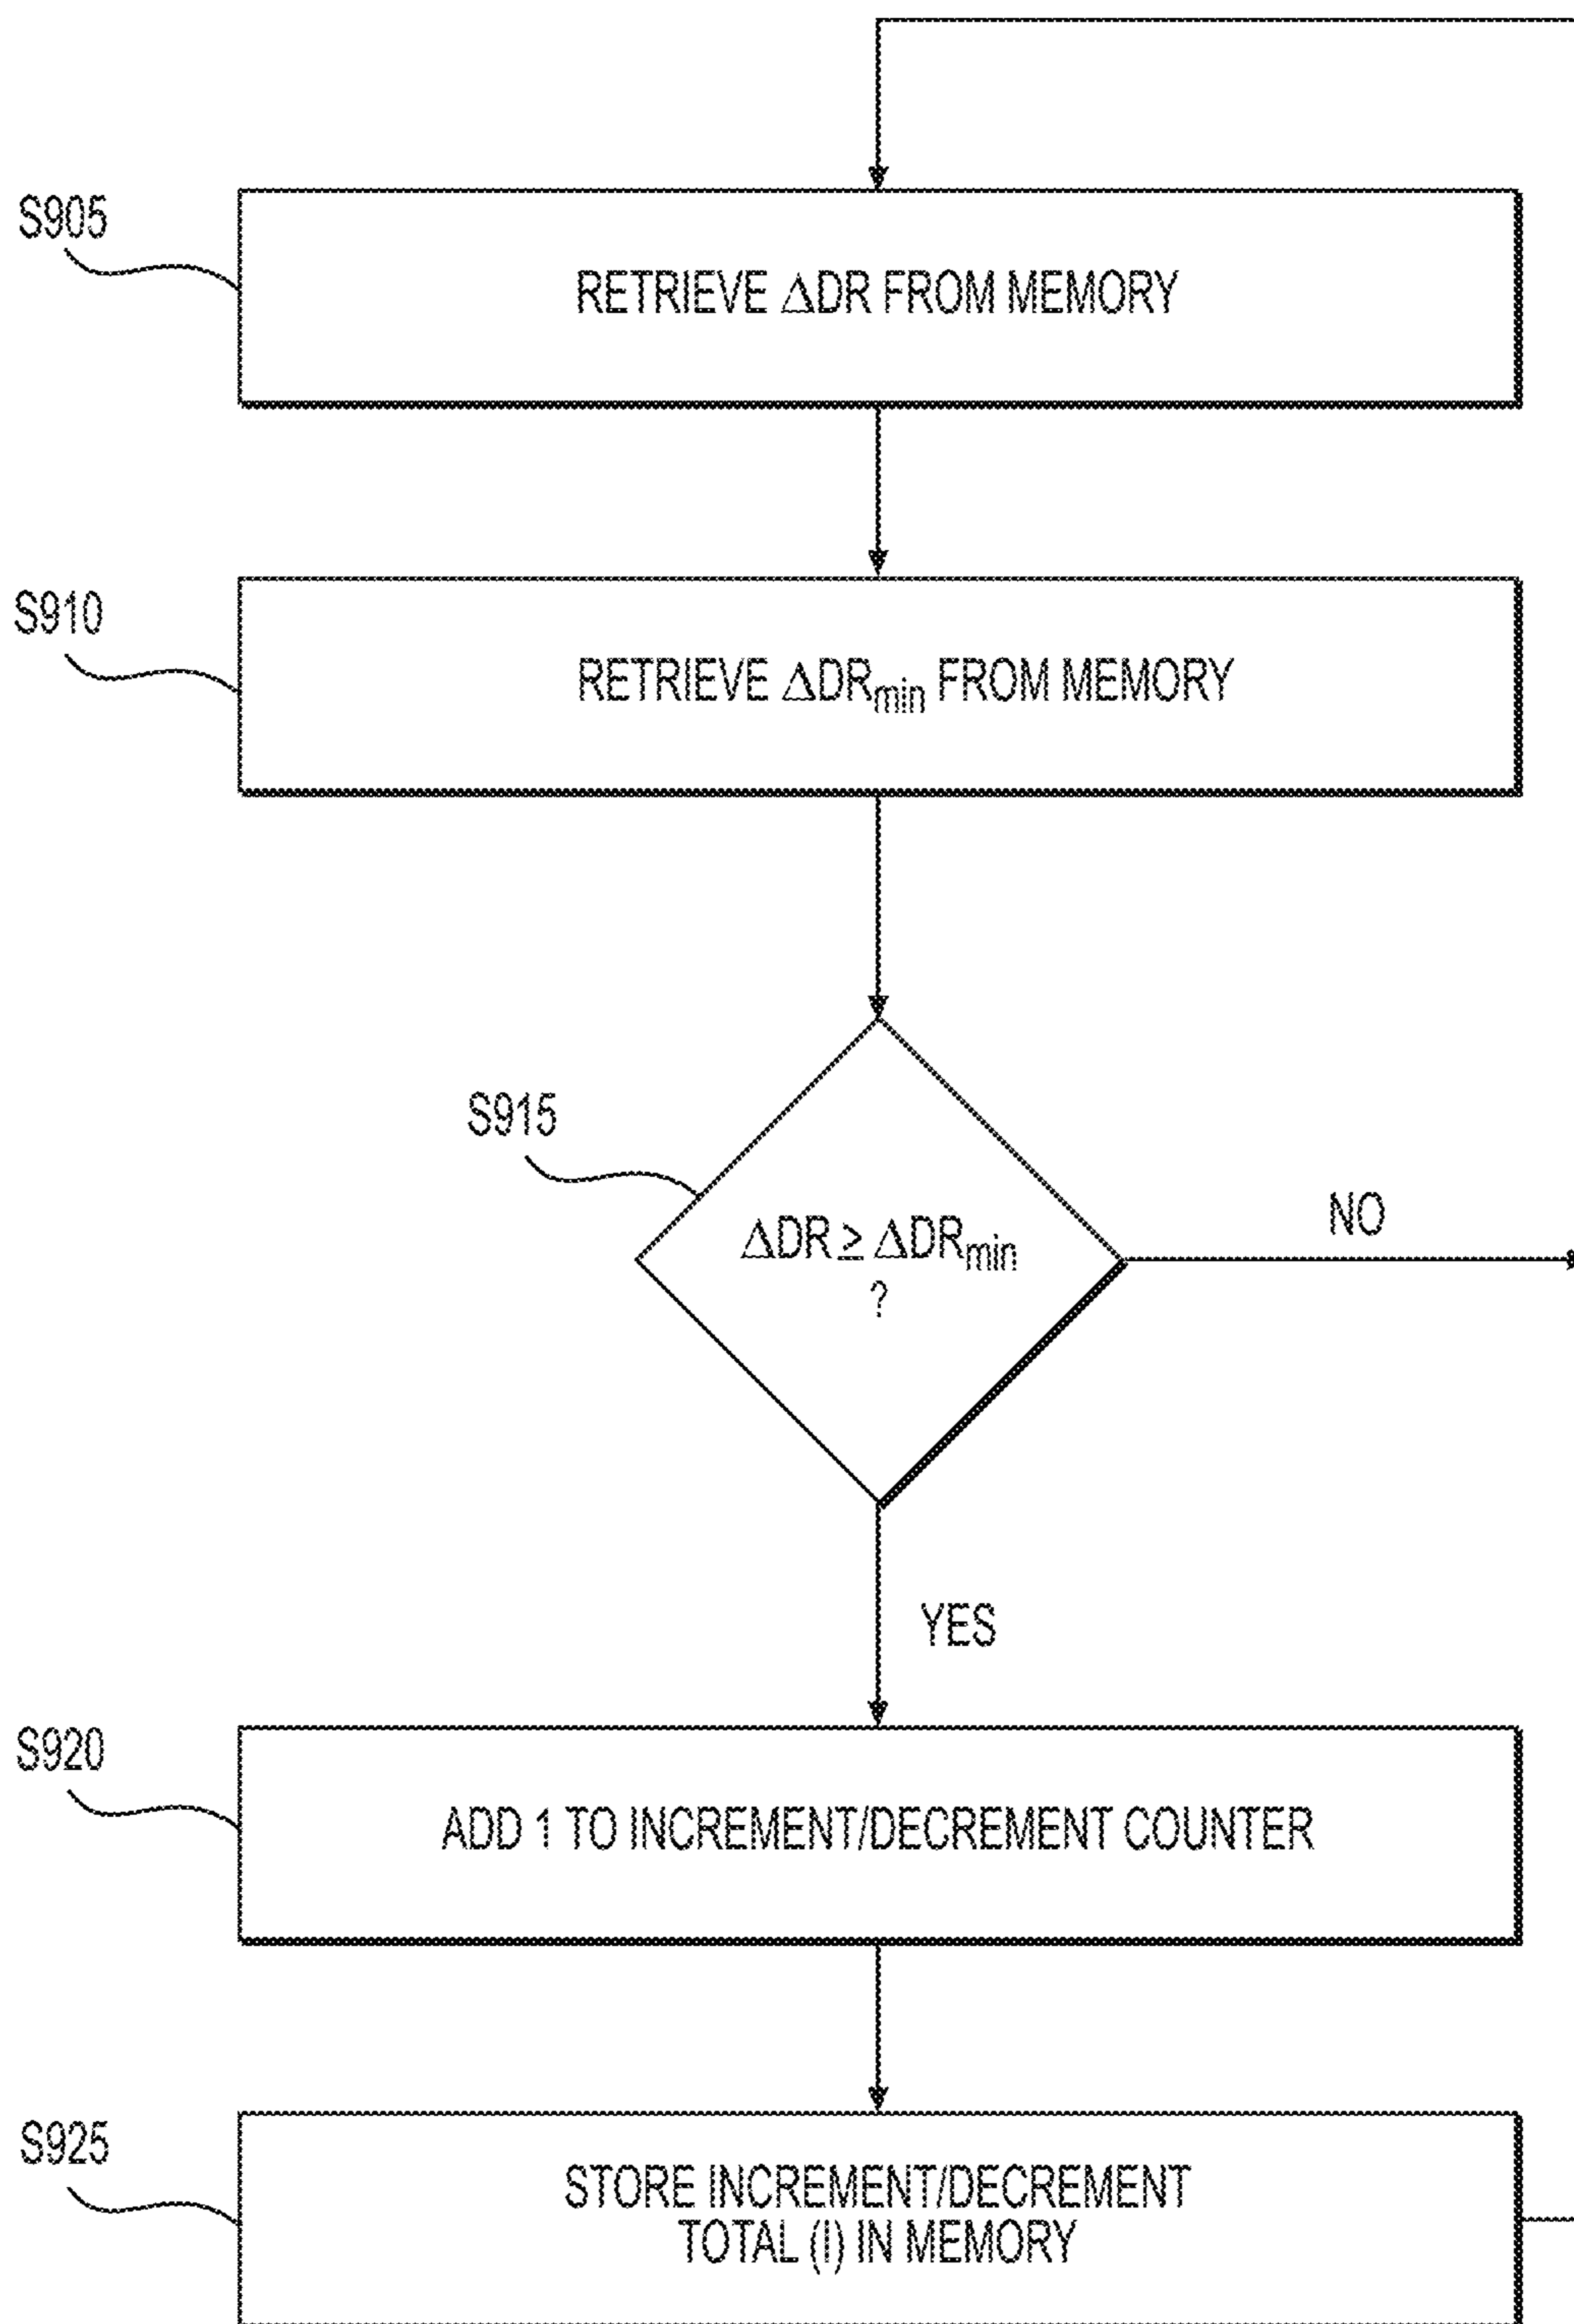 S905
RETRIEVE ΔDR FROM MEMORY
S910
RETRIEVE ΔDRmin FROM MEMORY
S915
ΔDR ≥ ΔDRmin
?
NO
YES
S920
ADD 1 TO INCREMENT/DECREMENT COUNTER
S925
STORE INCREMENT/DECREMENT
TOTAL (I) IN MEMORY